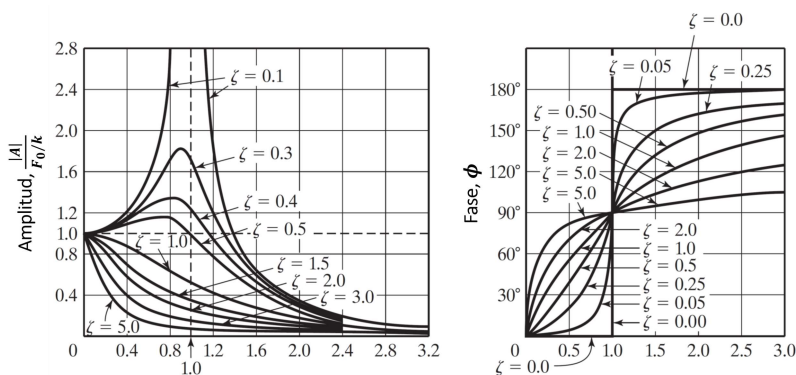 Amplitud, |A| / F₀/k
2.8
2.4
2.0
1.6
1.2
1.0
0.8
0.4
0
0.4
0.8
1.2
1.6
2.0
2.4
2.8
3.2
1.0
ζ = 0.1
ζ = 0.3
ζ = 0.4
ζ = 0.5
ζ = 1.0
ζ = 1.5
ζ = 2.0
ζ = 3.0
ζ = 5.0
Fase, ϕ
180°
150°
120°
90°
60°
30°
0
0.5
1.0
1.5
2.0
2.5
3.0
ζ = 0.0
ζ = 0.05
ζ = 0.25
ζ = 0.50
ζ = 1.0
ζ = 2.0
ζ = 5.0
ζ = 5.0
ζ = 2.0
ζ = 1.0
ζ = 0.5
ζ = 0.25
ζ = 0.05
ζ = 0.00
ζ = 0.0